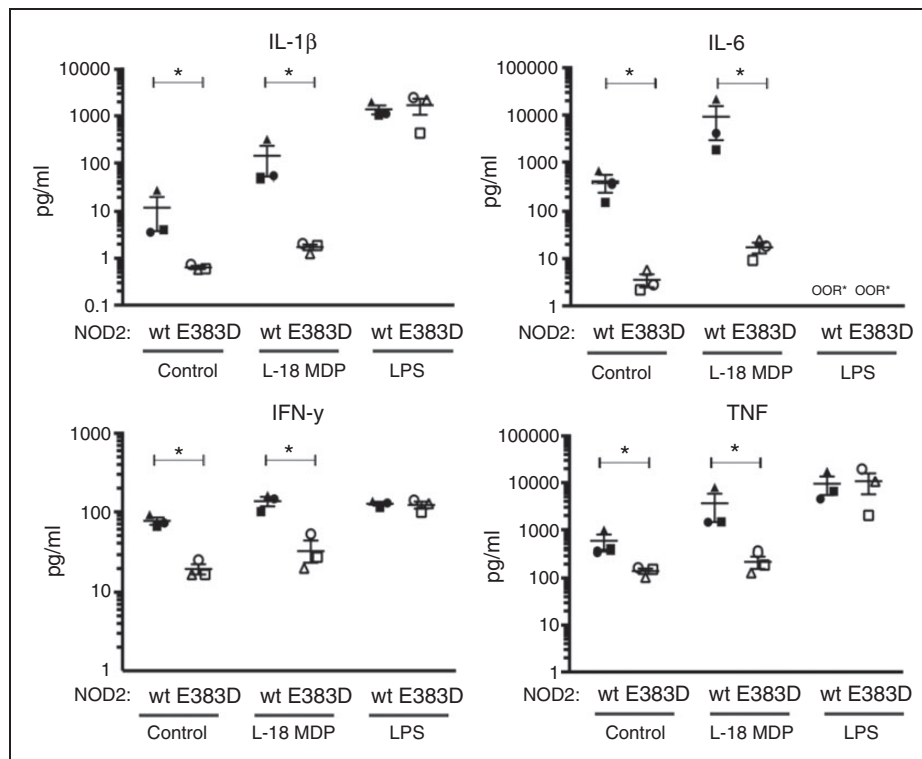 IL-1β
10000
1000
100
10
1
0.1
pg/ml
* *
NOD2: wt E383D wt E383D wt E383D
Control L-18 MDP LPS
IL-6
100000
10000
1000
100
10
1
pg/ml
* *
OOR* OOR*
NOD2: wt E383D wt E383D wt E383D
Control L-18 MDP LPS
IFN-y
1000
100
10
1
pg/ml
* *
NOD2: wt E383D wt E383D wt E383D
Control L-18 MDP LPS
TNF
100000
10000
1000
100
10
1
pg/ml
* *
NOD2: wt E383D wt E383D wt E383D
Control L-18 MDP LPS